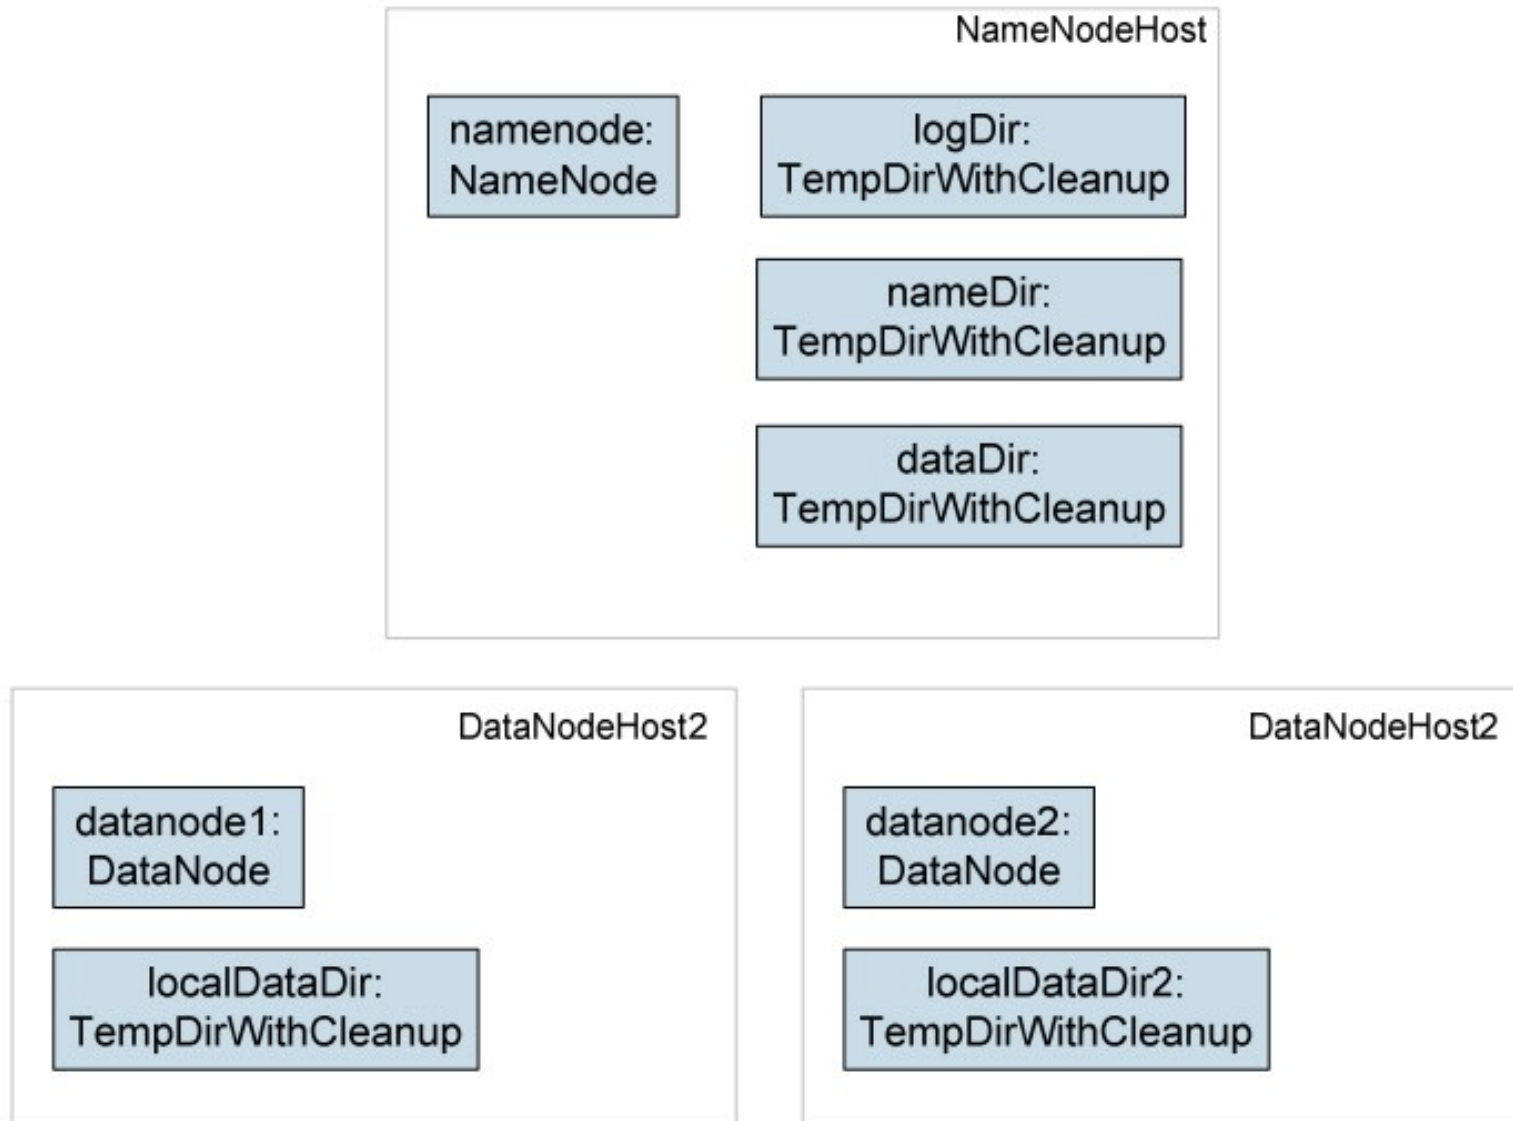 NameNodeHost
namenode:
NameNode
logDir:
TempDirWithCleanup
nameDir:
TempDirWithCleanup
dataDir:
TempDirWithCleanup
DataNodeHost2
datanode1:
DataNode
localDataDir:
TempDirWithCleanup
DataNodeHost2
datanode2:
DataNode
localDataDir2:
TempDirWithCleanup